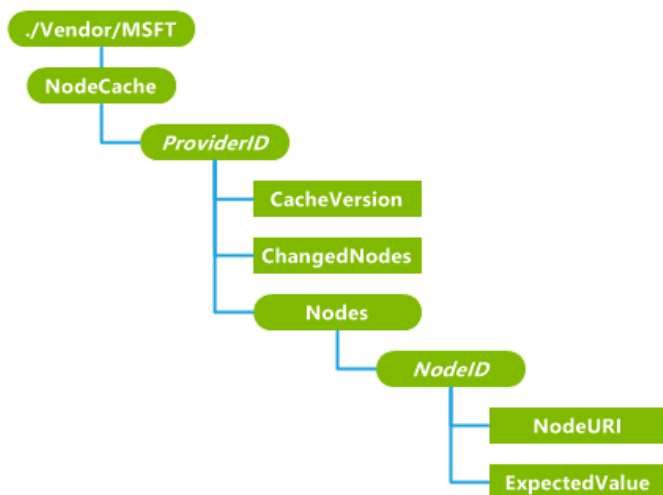 ./Vendor/MSFT
NodeCache
ProviderID
CacheVersion
ChangedNodes
Nodes
NodeID
NodeURI
ExpectedValue